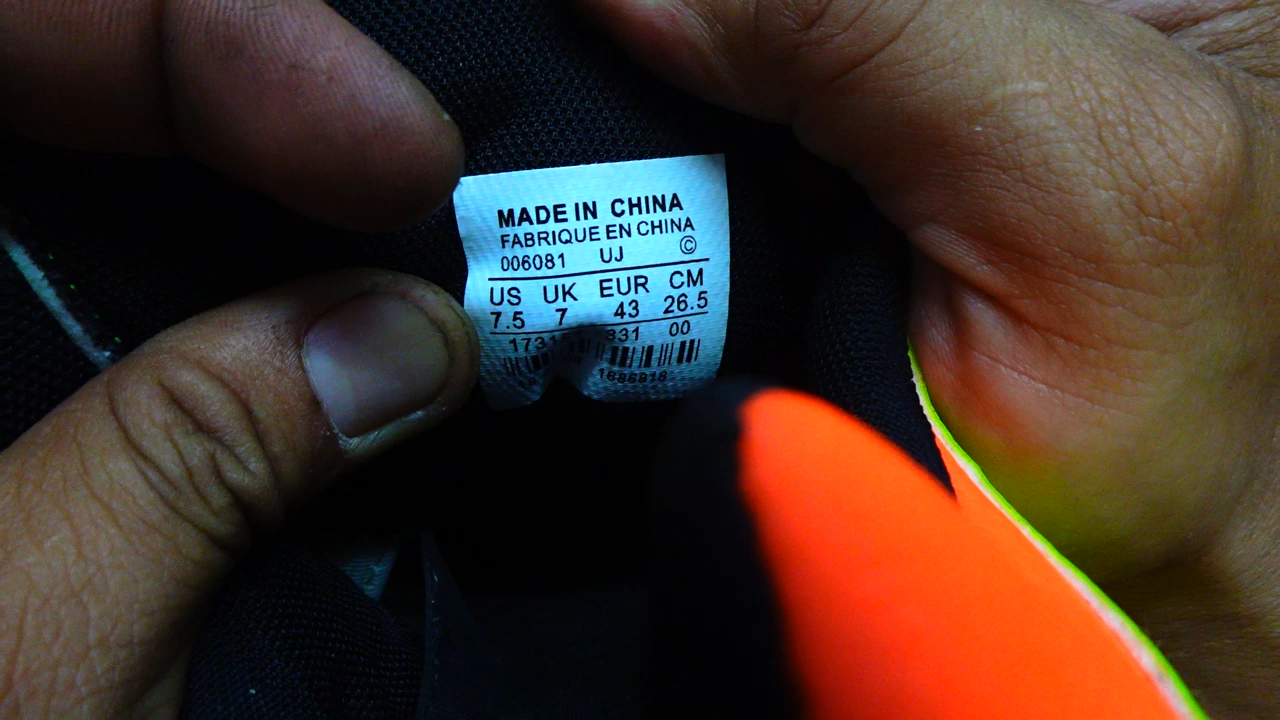 MADE IN CHINA
FABRIQUE EN CHINA
006081 UJ ©
US UK EUR CM
7.5 7 43 26.5
00
1686818